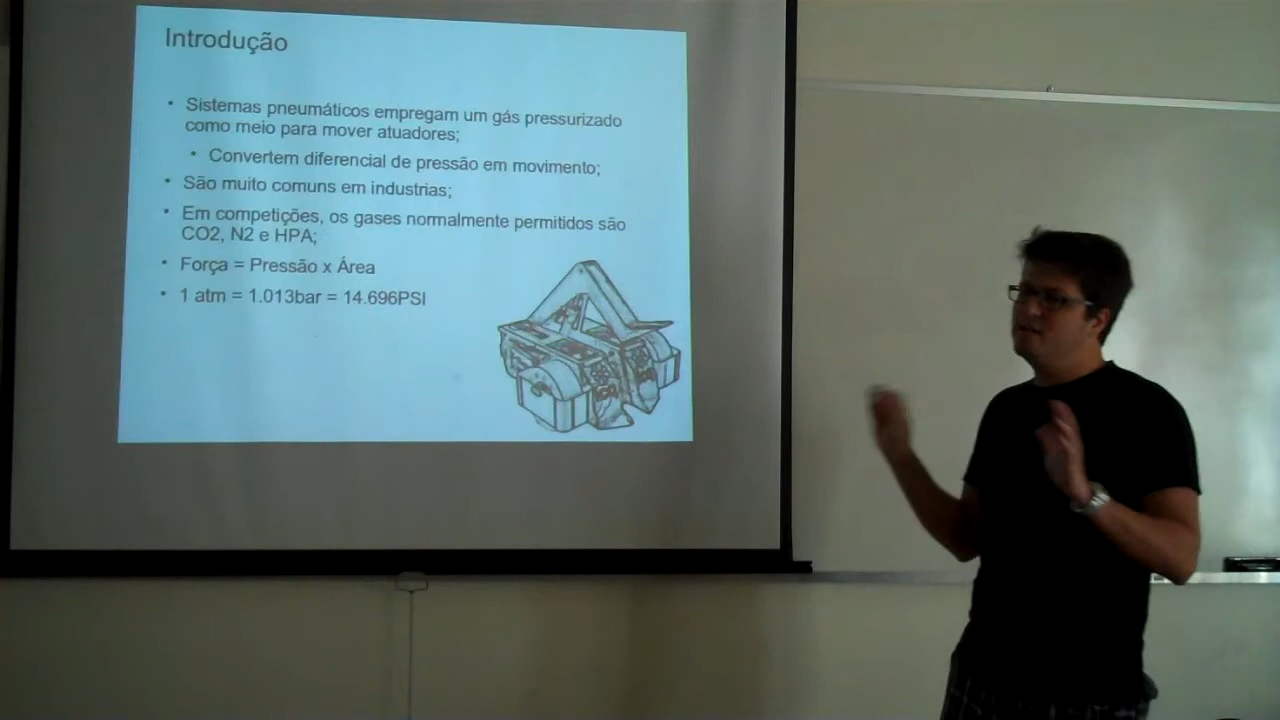 Introdução
• Sistemas pneumáticos empregam um gás pressurizado
como meio para mover atuadores;
• Convertem diferencial de pressão em movimento;
• São muito comuns em industrias;
• Em competições, os gases normalmente permitidos são
CO2, N2 e HPA;
• Força = Pressão x Área
• 1 atm = 1.013bar = 14.696PSI